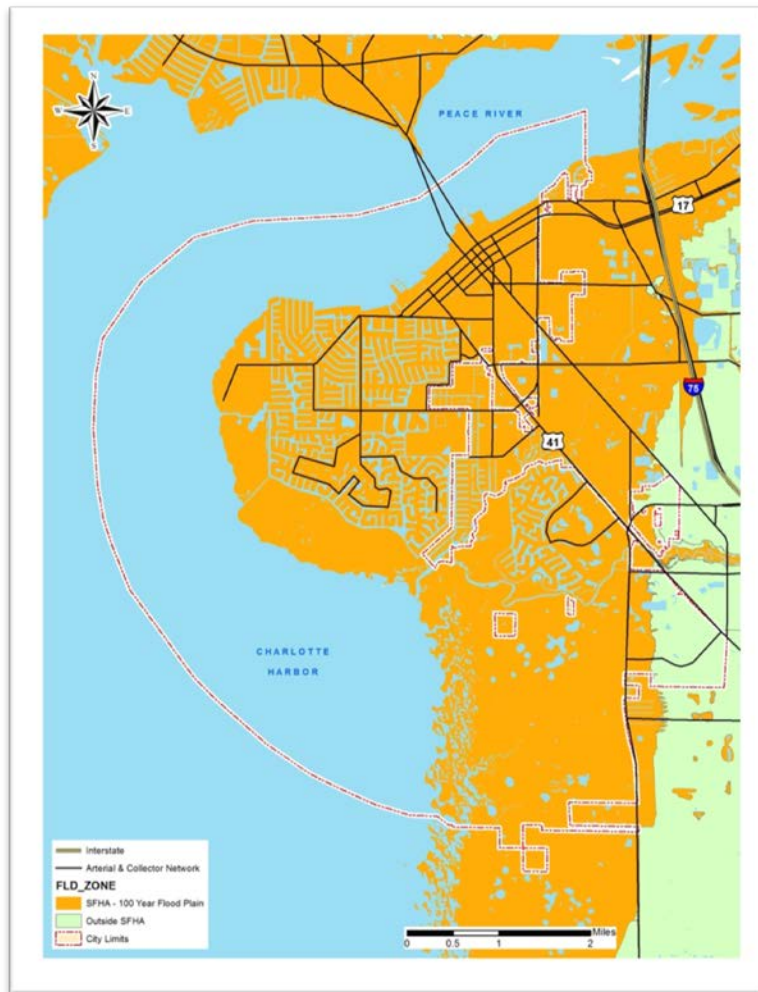 N
W E
S
PEACE RIVER
17
75
41
CHARLOTTE
HARBOR
Interstate
Arterial & Collector Network
FLD_ZONE
SFHA - 100 Year Flood Plain
Outside SFHA
City Limits
Miles
0 0.5 1 2